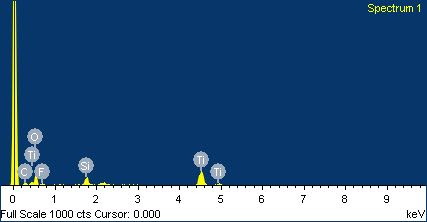 Spectrum 1
O
Ti
C F Si Ti Ti
0 1 2 3 4 5 6 7 8 9
Full Scale 1000 cts Cursor: 0.000 keV